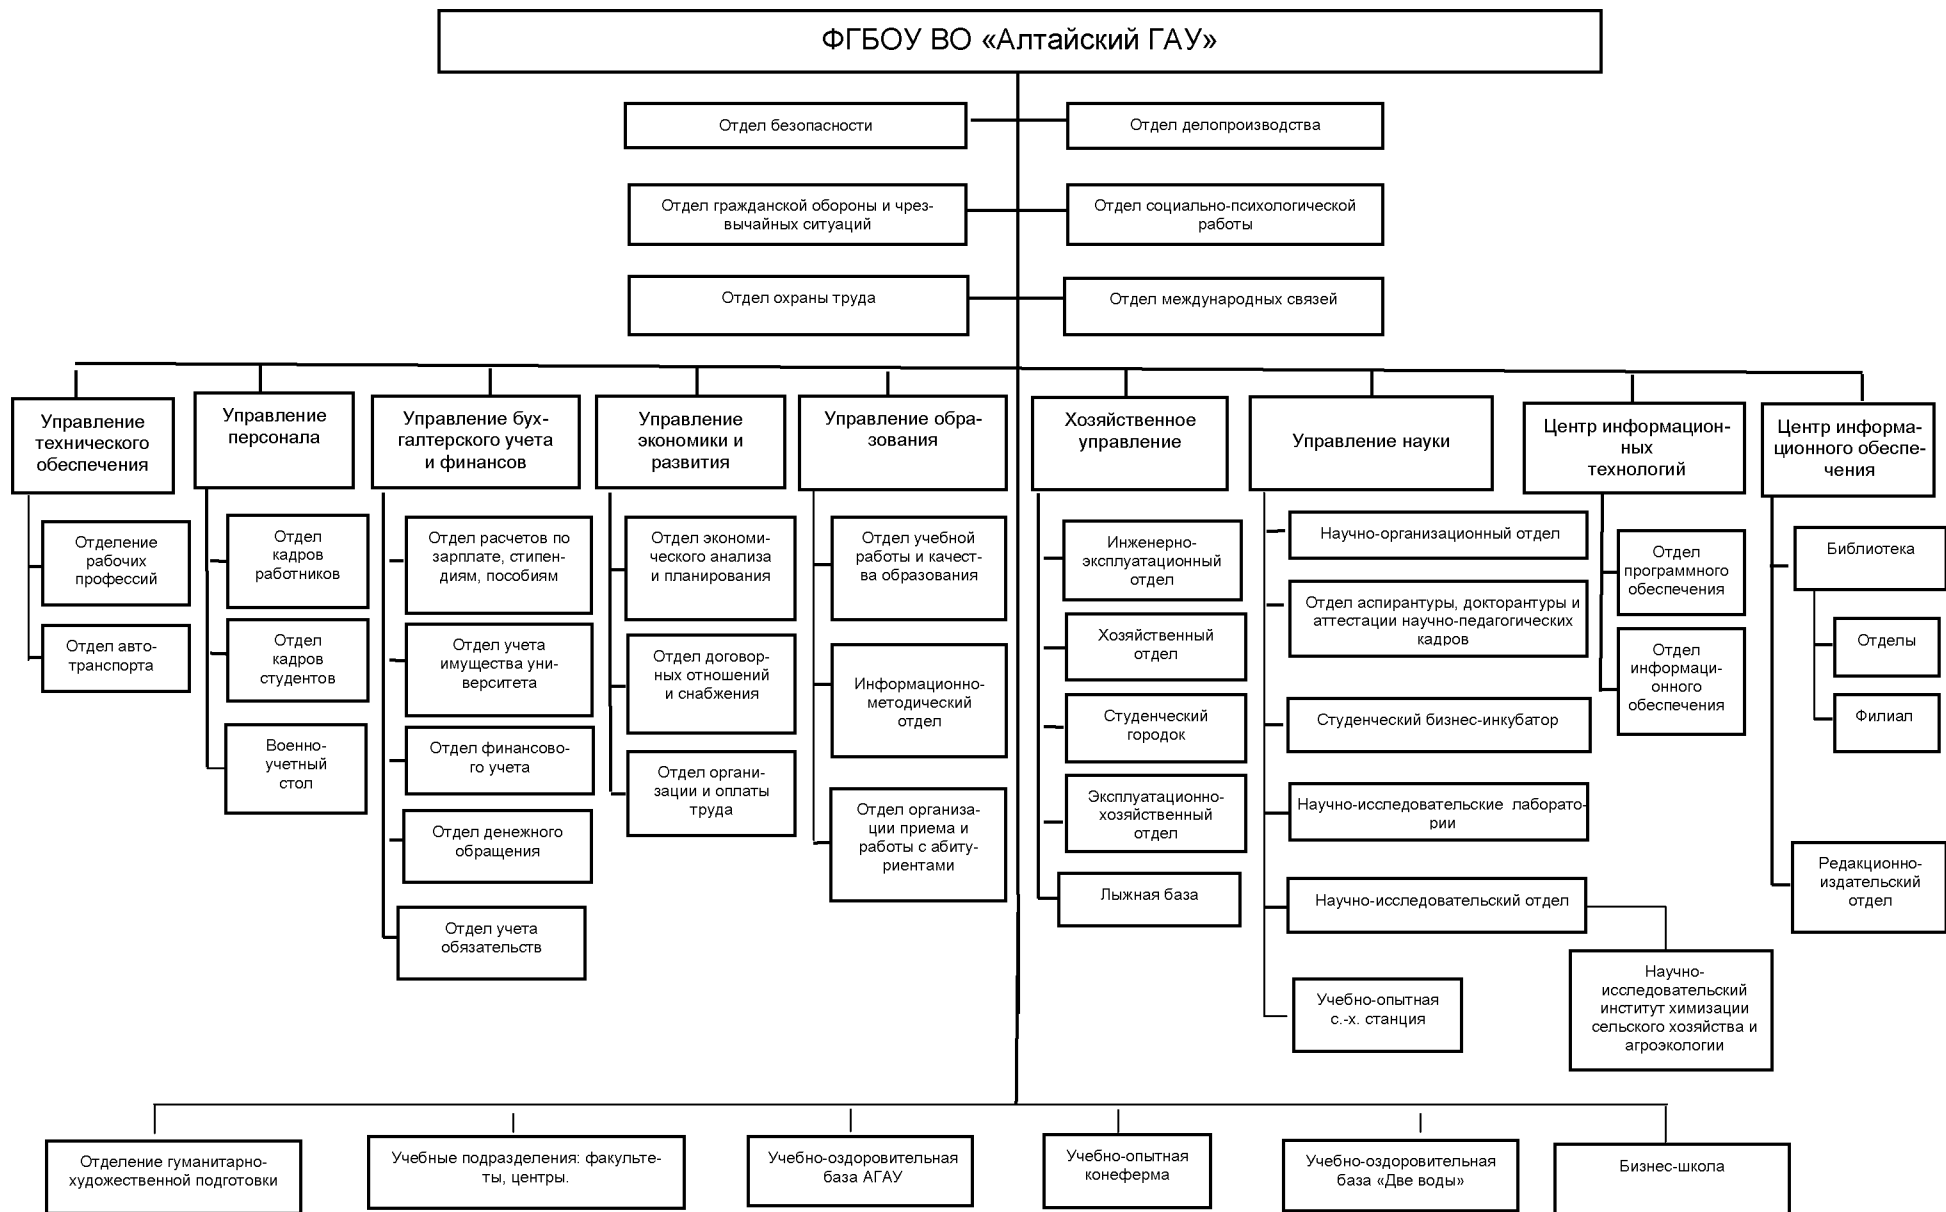 ФГБОУ ВО «Алтайский ГАУ»
Отдел безопасности
Отдел делопроизводства
Отдел гражданской обороны и чрез-
вычайных ситуаций
Отдел социально-психологической
работы
Отдел охраны труда
Отдел международных связей
Управление
технического
обеспечения
Отделение
рабочих
профессий
Отдел авто-
транспорта
Управление
персонала
Отдел
кадров
работников
Отдел
кадров
студентов
Военно-
учетный
стол
Управление бух-
галтерского учета
и финансов
Отдел расчетов по
зарплате, стипен-
диям, пособиям
Отдел учета
имущества уни-
верситета
Отдел финансово-
го учета
Отдел денежного
обращения
Отдел учета
обязательств
Управление
экономики и
развития
Отдел экономи-
ческого анализа
и планирования
Отдел договор-
ных отношений
и снабжения
Отдел органи-
зации и оплаты
труда
Управление обра-
зования
Отдел учебной
работы и качест-
ва образования
Информационно-
методический
отдел
Отдел организа-
ции приема и
работы с абиту-
риентами
Хозяйственное
управление
Инженерно-
эксплуатационный
отдел
Хозяйственный
отдел
Студенческий
городок
Эксплуатационно-
хозяйственный
отдел
Лыжная база
Управление науки
Научно-организационный отдел
Отдел аспирантуры, докторантуры и
аттестации научно-педагогических
кадров
Студенческий бизнес-инкубатор
Научно-исследовательские лаборато-
рии
Научно-исследовательский отдел
Учебно-опытная
с.-х. станция
Научно-
исследовательский
институт химизации
сельского хозяйства и
агроэкологии
Центр информацион-
ных
технологий
Отдел
программного
обеспечения
Отдел
информаци-
онного
обеспечения
Центр информа-
ционного обеспе-
чения
Библиотека
Отделы
Филиал
Редакционно-
издательский
отдел
Отделение гуманитарно-
художественной подготовки
Учебные подразделения: факульте-
ты, центры.
Учебно-оздоровительная
база АГАУ
Учебно-опытная
конеферма
Учебно-оздоровительная
база «Две воды»
Бизнес-школа